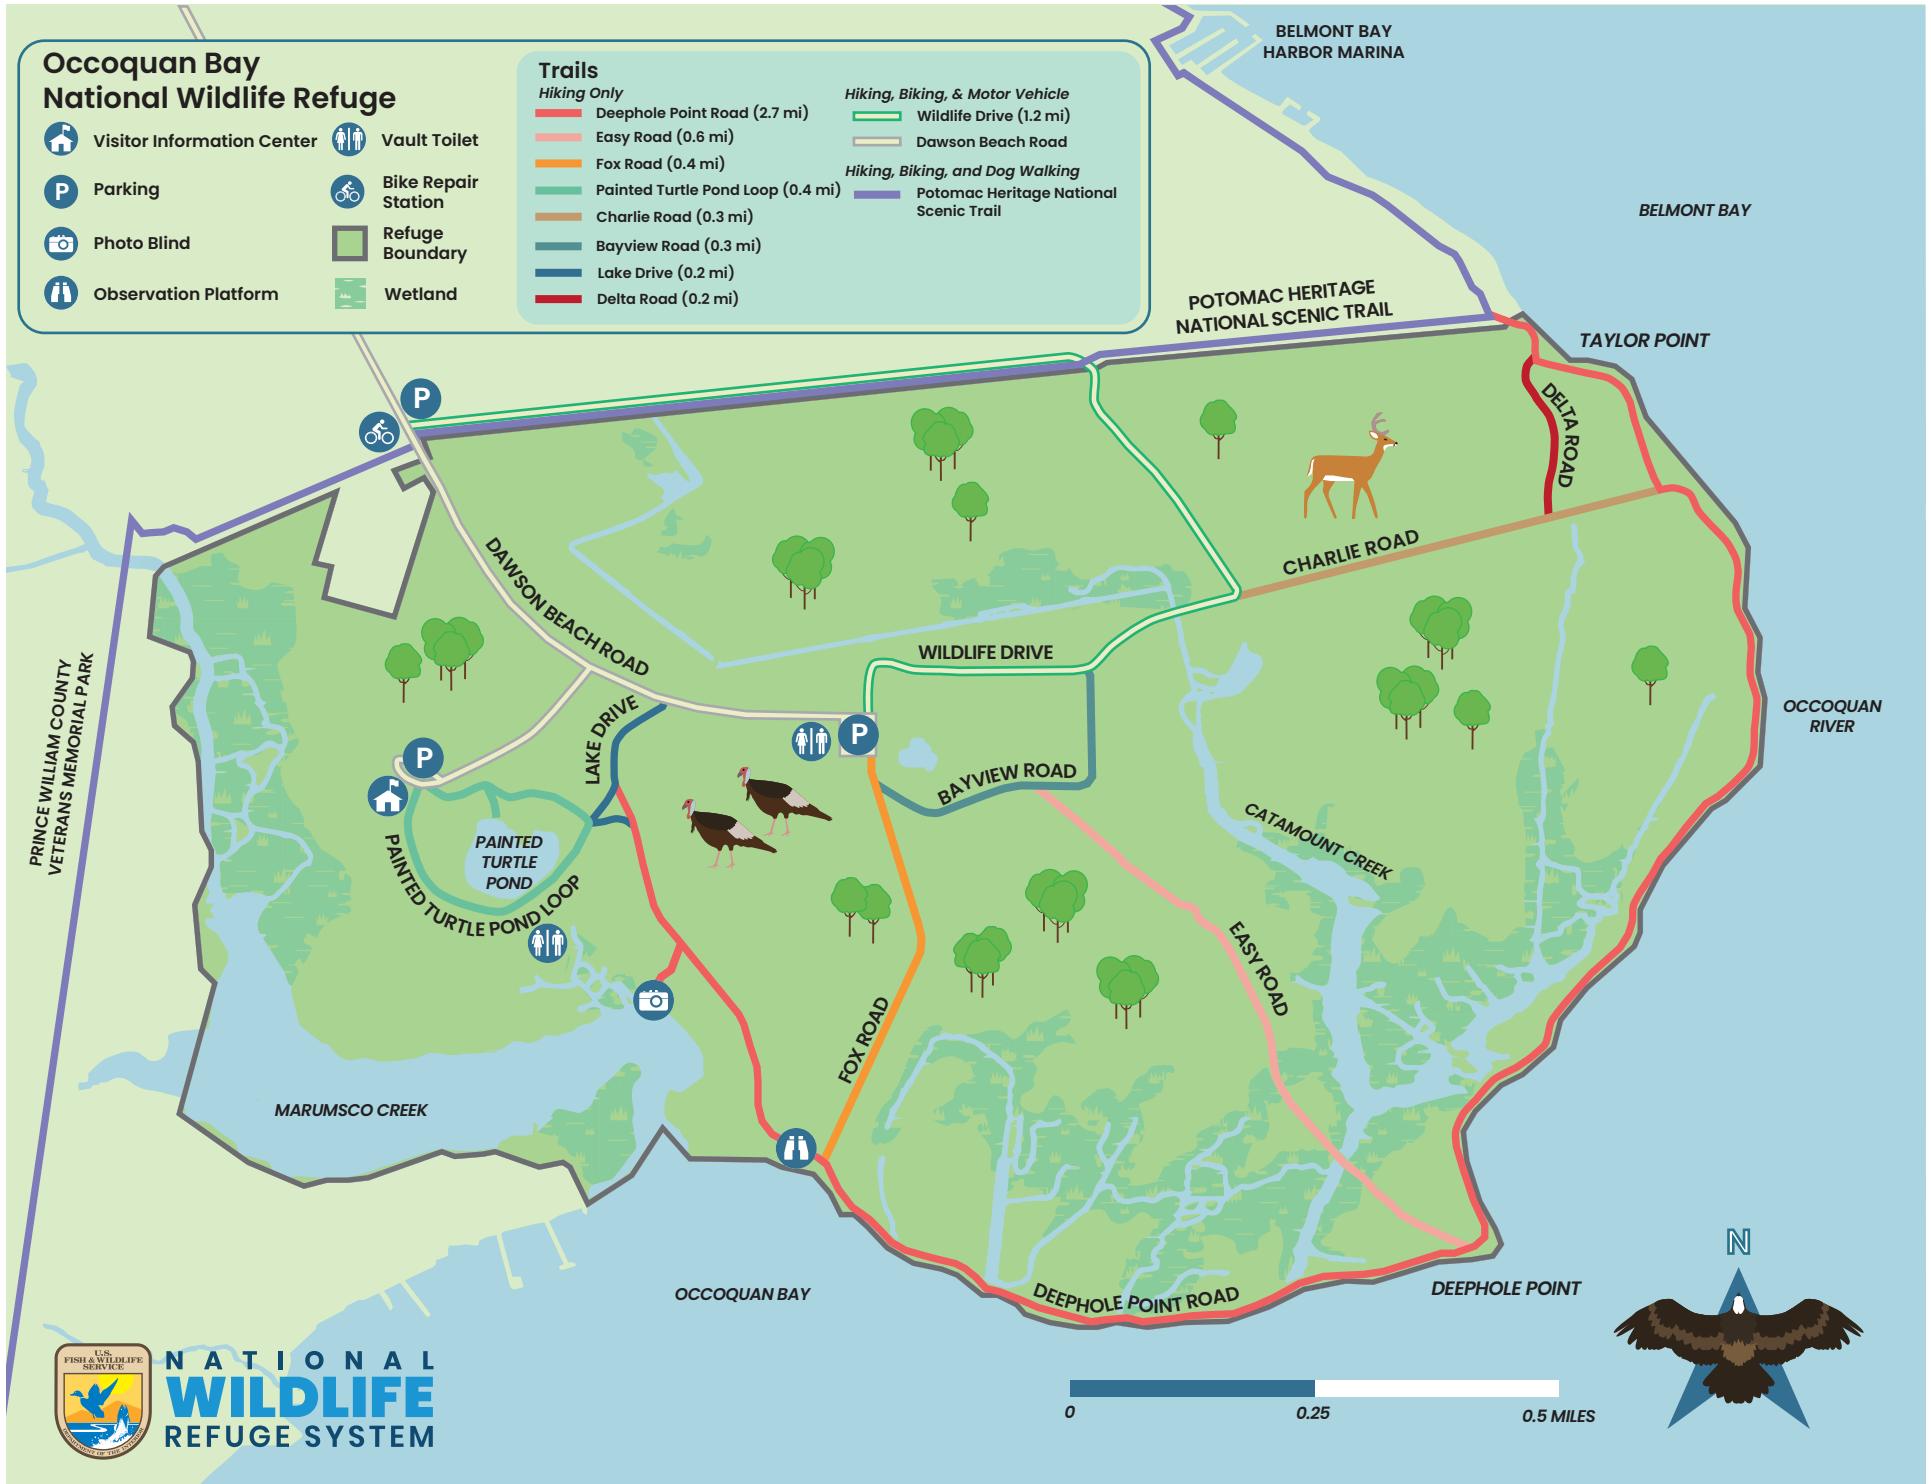 Occoquan Bay
National Wildlife Refuge
Visitor Information Center
Vault Toilet
P
Parking
Bike Repair
Station
Photo Blind
Refuge
Boundary
Observation Platform
Wetland
Trails
Hiking Only
Deephole Point Road (2.7 mi)
Easy Road (0.6 mi)
Fox Road (0.4 mi)
Painted Turtle Pond Loop (0.4 mi)
Charlie Road (0.3 mi)
Bayview Road (0.3 mi)
Lake Drive (0.2 mi)
Delta Road (0.2 mi)
Hiking, Biking, & Motor Vehicle
Wildlife Drive (1.2 mi)
Dawson Beach Road
Hiking, Biking, and Dog Walking
Potomac Heritage National
Scenic Trail
BELMONT BAY
HARBOR MARINA
BELMONT BAY
POTOMAC HERITAGE
NATIONAL SCENIC TRAIL
TAYLOR POINT
P
DELTA ROAD
CHARLIE ROAD
DAWSON BEACH ROAD
WILDLIFE DRIVE
PRINCE WILLIAM COUNTY
VETERANS MEMORIAL PARK
LAKE DRIVE
P
P
OCCOQUAN
RIVER
BAYVIEW ROAD
CATAMOUNT CREEK
PAINTED
TURTLE
POND
PAINTED TURTLE POND LOOP
EASY ROAD
FOX ROAD
MARUMSCO CREEK
OCCOQUAN BAY
DEEPHOLE POINT ROAD
DEEPHOLE POINT
N
U.S.
FISH & WILDLIFE
SERVICE
DEPARTMENT OF THE INTERIOR
NATIONAL
WILDLIFE
REFUGE SYSTEM
0
0.25
0.5 MILES